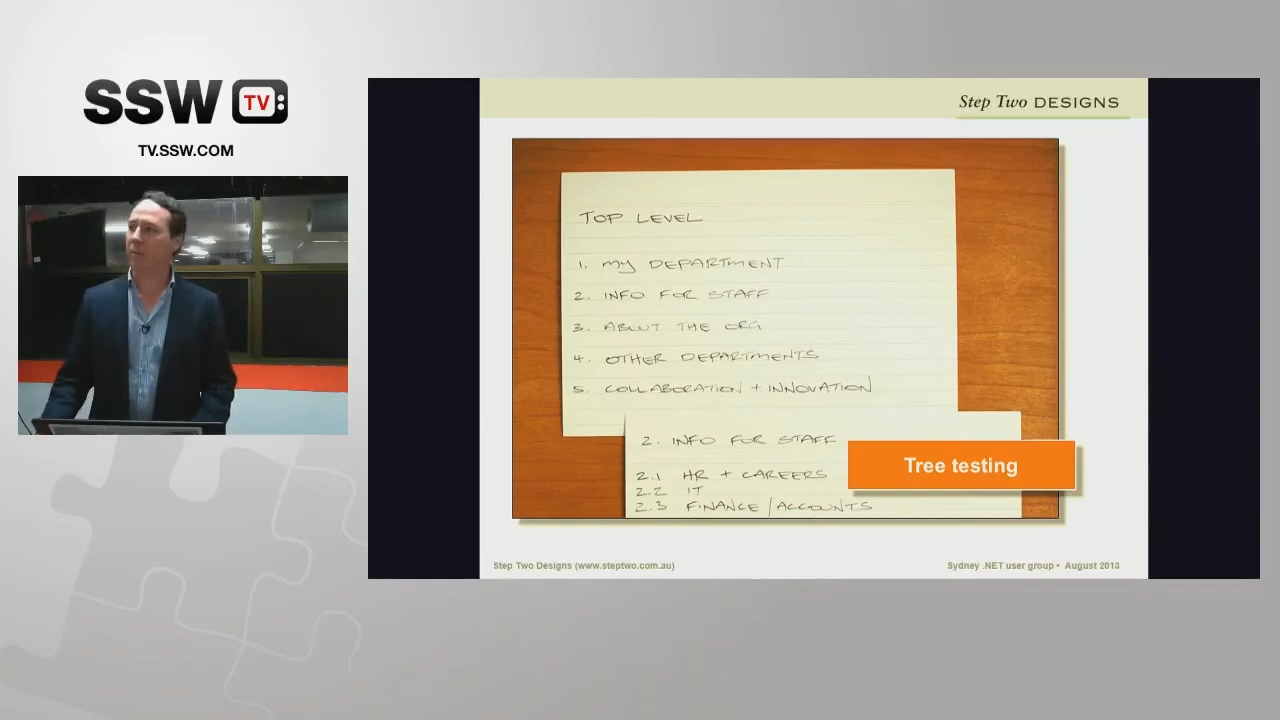 SSW TV
TV.SSW.COM
Step Two DESIGNS
TOP LEVEL
1. MY DEPARTMENT
2. INFO FOR STAFF
3. ABOUT THE ORG
4. OTHER DEPARTMENTS
5. COLLABORATION + INNOVATION
2. INFO FOR STAFF
2.1 HR + CAREERS
2.2 IT
2.3 FINANCE / ACCOUNTS
Tree testing
Step Two Designs (www.steptwo.com.au)
Sydney .NET user group • August 2013